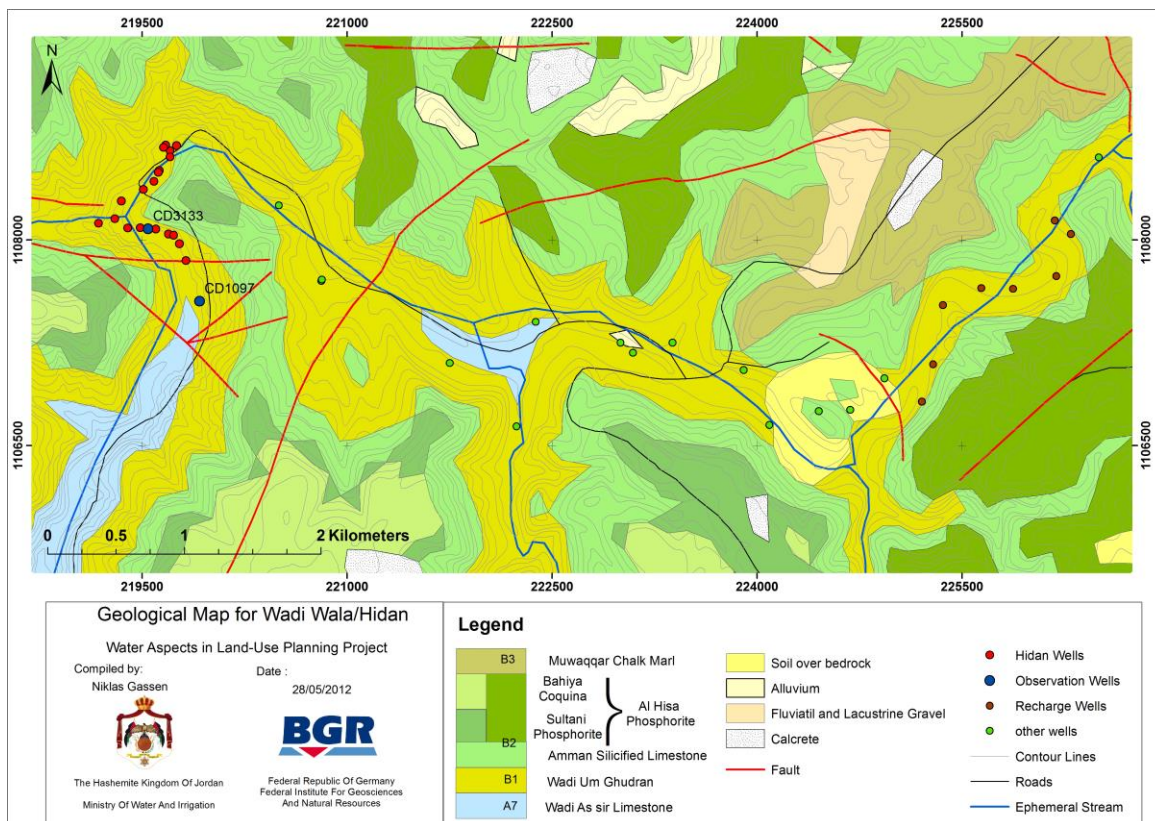 219500 221000 222500 224000 225500
N
1108000 1108000
1106500 1106500
CD3133
CD1097
0 0.5 1 2 Kilometers
219500 221000 222500 224000 225500
Geological Map for Wadi Wala/Hidan
Water Aspects in Land-Use Planning Project
Compiled by: Date :
Niklas Gassen 28/05/2012
BGR
The Hashemite Kingdom Of Jordan
Ministry Of Water And Irrigation
Federal Republic Of Germany
Federal Institute For Geosciences
And Natural Resources
Legend
B3 Muwaqqar Chalk Marl
Bahiya
Coquina
Sultani
Phosphorite
Al Hisa
Phosphorite
B2
Amman Silicified Limestone
B1 Wadi Um Ghudran
A7 Wadi As sir Limestone
Soil over bedrock
Alluvium
Fluviatil and Lacustrine Gravel
Calcrete
Fault
Hidan Wells
Observation Wells
Recharge Wells
other wells
Contour Lines
Roads
Ephemeral Stream